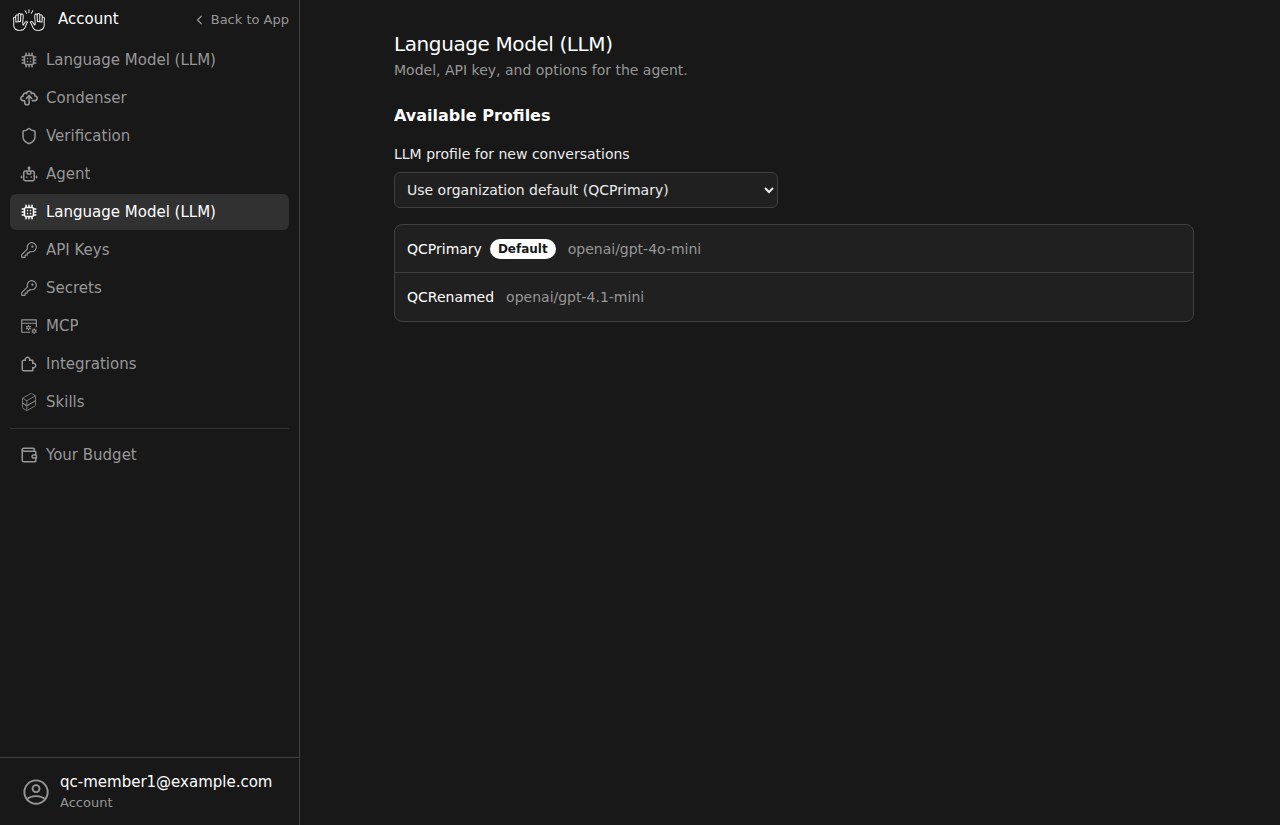 Account
Back to App
Language Model (LLM)
Condenser
Verification
Agent
Language Model (LLM)
API Keys
Secrets
MCP
Integrations
Skills
Your Budget
qc-member1@example.com
Account
Language Model (LLM)
Model, API key, and options for the agent.
Available Profiles
LLM profile for new conversations
Use organization default (QCPrimary)
QCPrimary Default openai/gpt-4o-mini
QCRenamed openai/gpt-4.1-mini